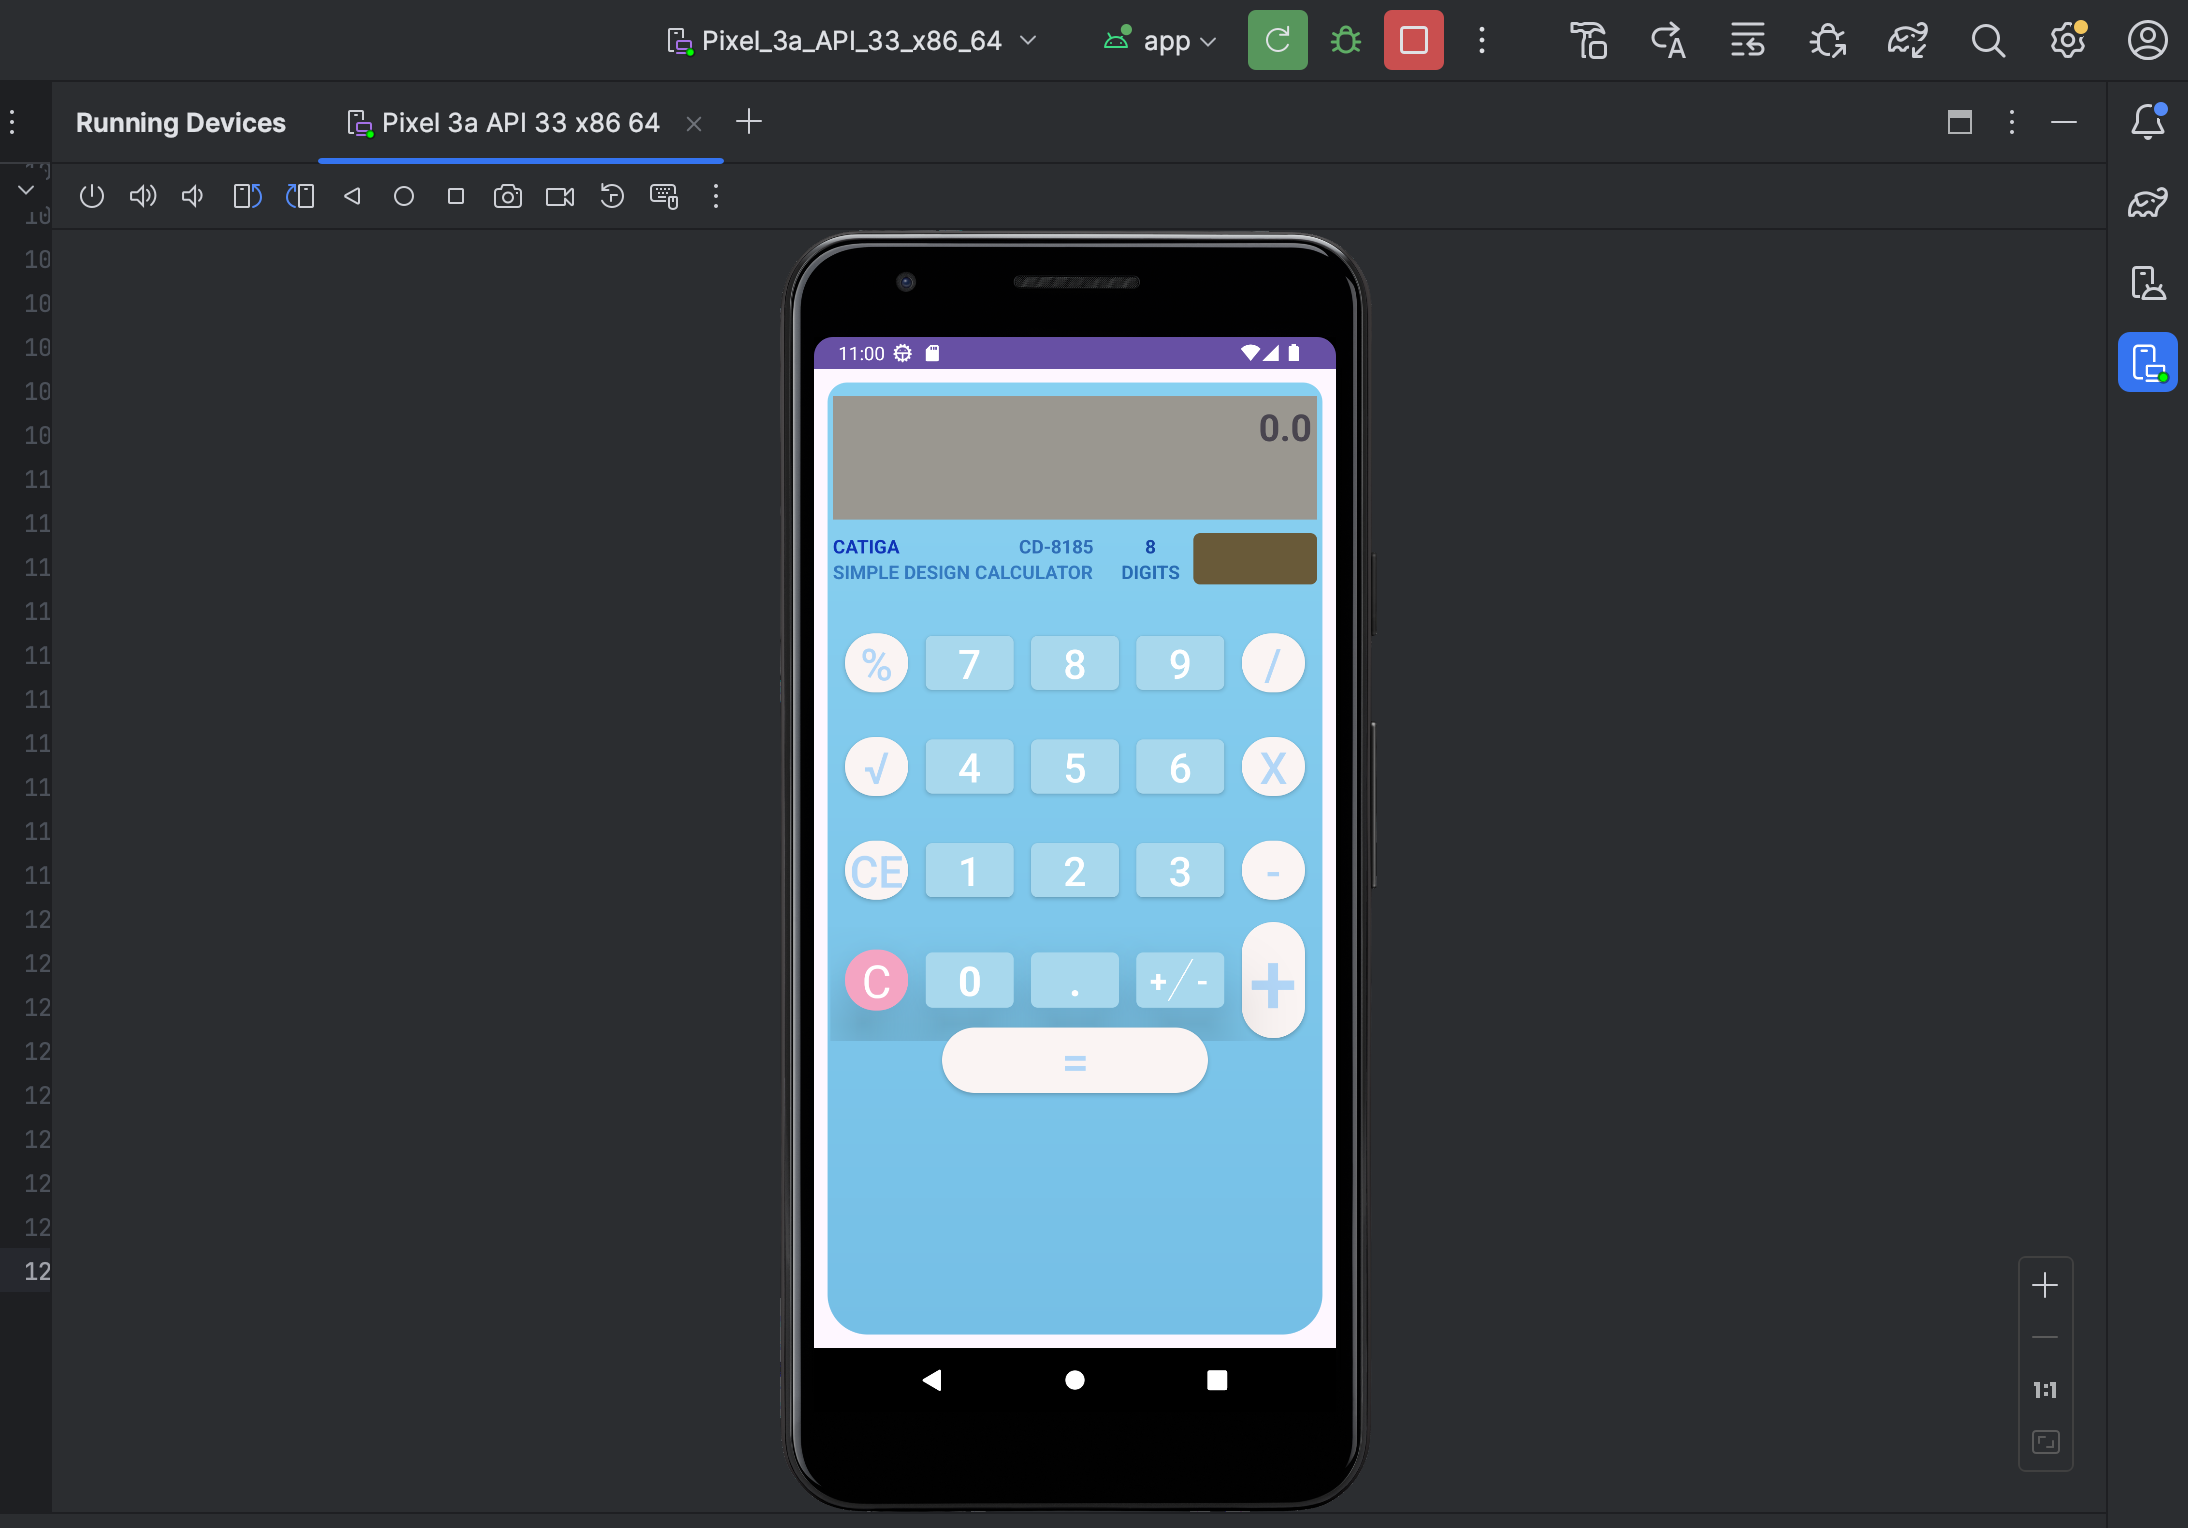 Pixel_3a_API_33_x86_64
app
Running Devices
Pixel 3a API 33 x86 64
10
10
10
10
10
10
11
11
11
11
11
11
11
11
11
11
12
12
12
12
12
12
12
12
12
11:00
0.0
CATIGA CD-8185 8
SIMPLE DESIGN CALCULATOR DIGITS
% 7 8 9 /
√ 4 5 6 X
CE 1 2 3 -
C 0 . +/- +
=
1:1